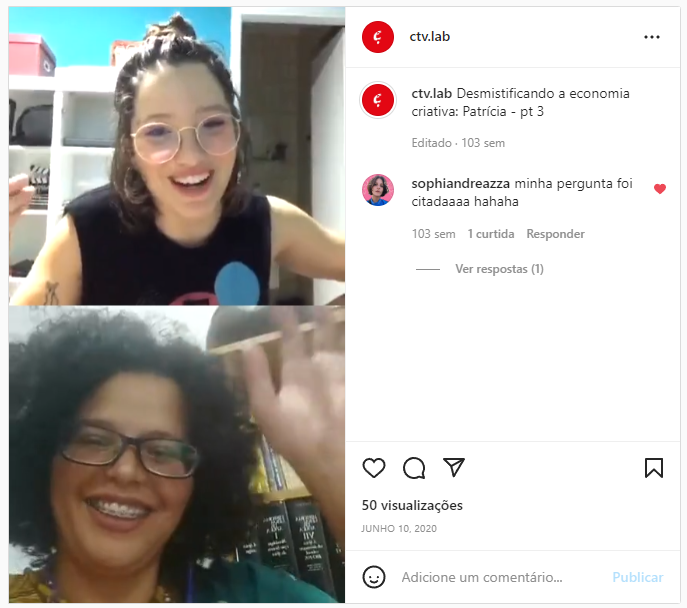 ctv.lab
ctv.lab Desmistificando a economia
criativa: Patrícia - pt 3
Editado · 103 sem
sophiandreazza minha pergunta foi
citadaaaa hahaha
103 sem 1 curtida Responder
Ver respostas (1)
50 visualizações
JUNHO 10, 2020
Adicione um comentário... Publicar